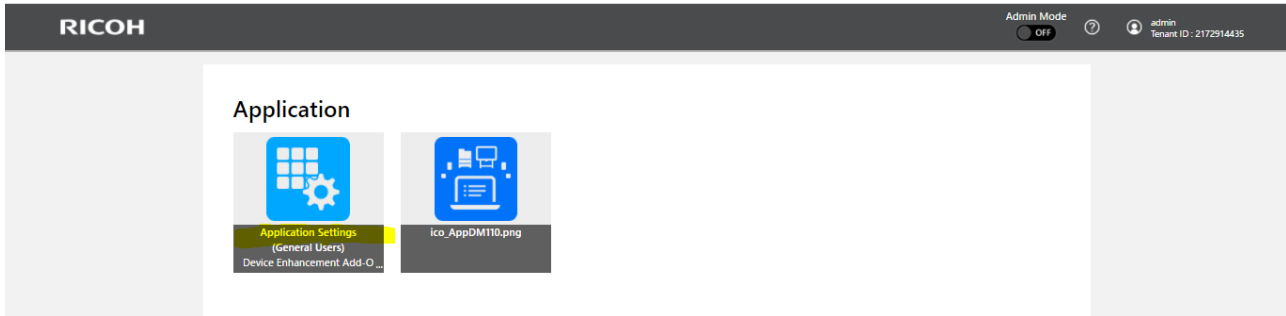 RICOH
Admin Mode
OFF
admin
Tenant ID : 2172914435
Application
Application Settings
(General Users)
Device Enhancement Add-O...
ico_AppDM110.png